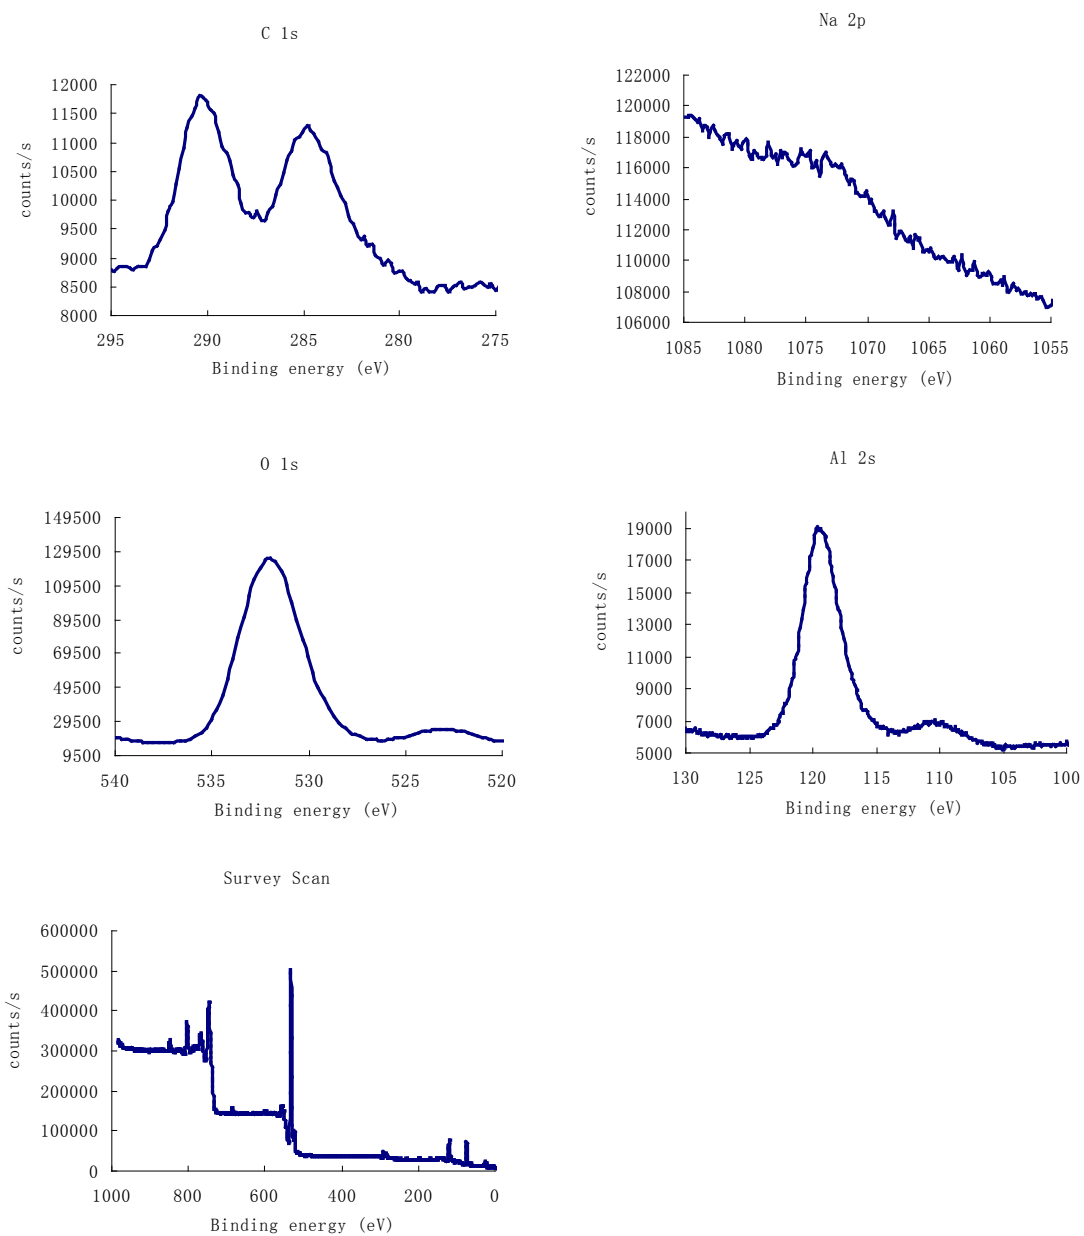 C 1s
12000
11500
11000
10500
10000
9500
9000
8500
8000
counts/s
295 290 285 280 275
Binding energy (eV)
Na 2p
122000
120000
118000
116000
114000
112000
110000
108000
106000
counts/s
1085 1080 1075 1070 1065 1060 1055
Binding energy (eV)
O 1s
149500
129500
109500
89500
69500
49500
29500
9500
counts/s
540 535 530 525 520
Binding energy (eV)
Al 2s
19000
17000
15000
13000
11000
9000
7000
5000
counts/s
130 125 120 115 110 105 100
Binding energy (eV)
Survey Scan
600000
500000
400000
300000
200000
100000
0
counts/s
1000 800 600 400 200 0
Binding energy (eV)